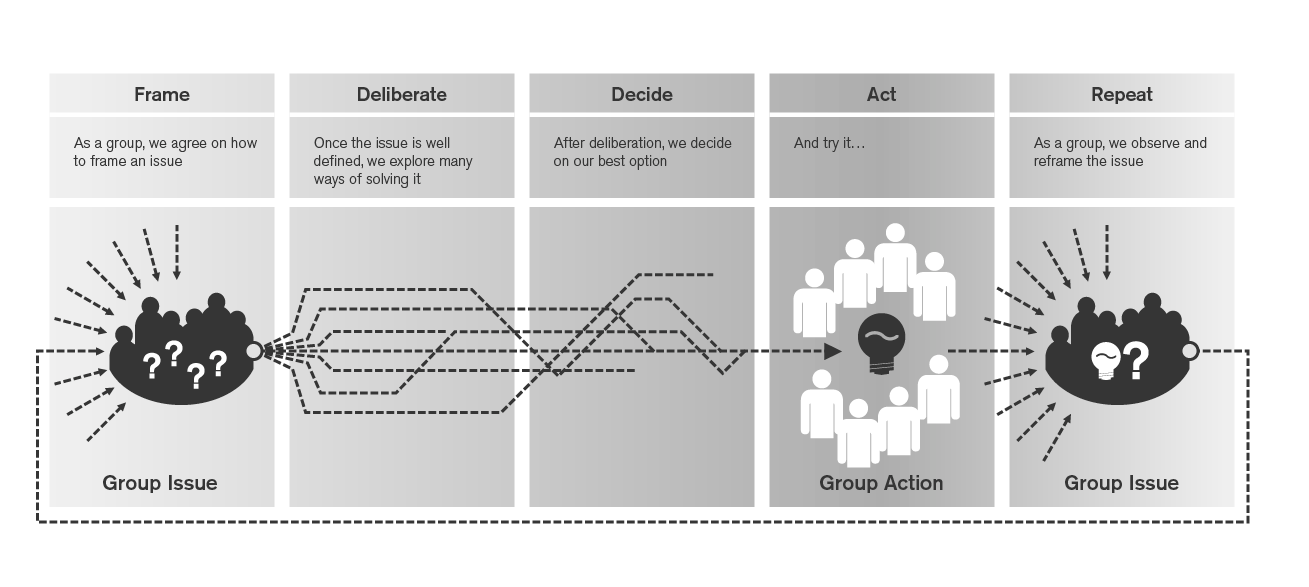 Frame
Deliberate
Decide
Act
Repeat
As a group, we agree on how
to frame an issue
Once the issue is well
defined, we explore many
ways of solving it
After deliberation, we decide
on our best option
And try it…
As a group, we observe and
reframe the issue
? ? ? ?
?
Group Issue
Group Action
Group Issue